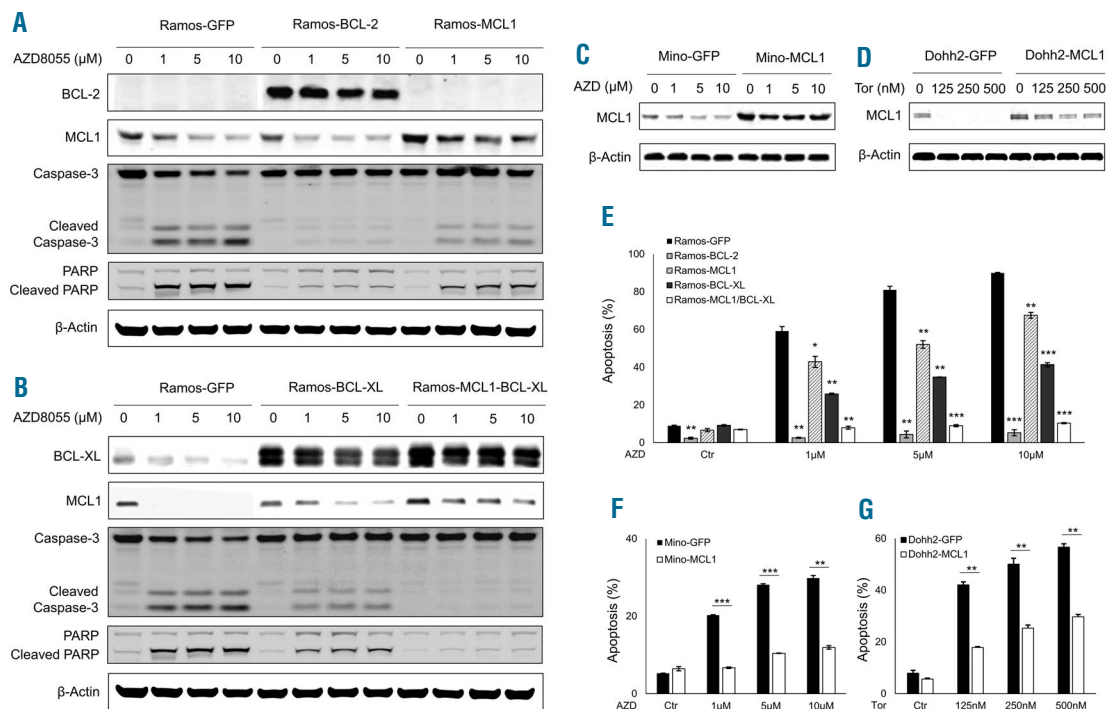 A
Ramos-GFP Ramos-BCL-2 Ramos-MCL1
AZD8055 (µM) 0 1 5 10 0 1 5 10 0 1 5 10
BCL-2
MCL1
Caspase-3
Cleaved
Caspase-3
PARP
Cleaved PARP
β-Actin
B
Ramos-GFP Ramos-BCL-XL Ramos-MCL1-BCL-XL
AZD8055 (µM) 0 1 5 10 0 1 5 10 0 1 5 10
BCL-XL
MCL1
Caspase-3
Cleaved
Caspase-3
PARP
Cleaved PARP
β-Actin
C
Mino-GFP Mino-MCL1
AZD (µM) 0 1 5 10 0 1 5 10
MCL1
β-Actin
D
Dohh2-GFP Dohh2-MCL1
Tor (nM) 0 125 250 500 0 125 250 500
MCL1
β-Actin
E
Ramos-GFP
Ramos-BCL-2
Ramos-MCL1
Ramos-BCL-XL
Ramos-MCL1/BCL-XL
Apoptosis (%)
100
80
60
40
20
0
** ** * ** ** ** ** ** *** *** ** *** ***
AZD Ctr 1µM 5µM 10µM
F
Mino-GFP
Mino-MCL1
Apoptosis (%)
40
20
0
*** *** **
AZD Ctr 1µM 5µM 10µM
G
Dohh2-GFP
Dohh2-MCL1
Apoptosis (%)
60
40
20
0
** ** **
Tor Ctr 125nM 250nM 500nM